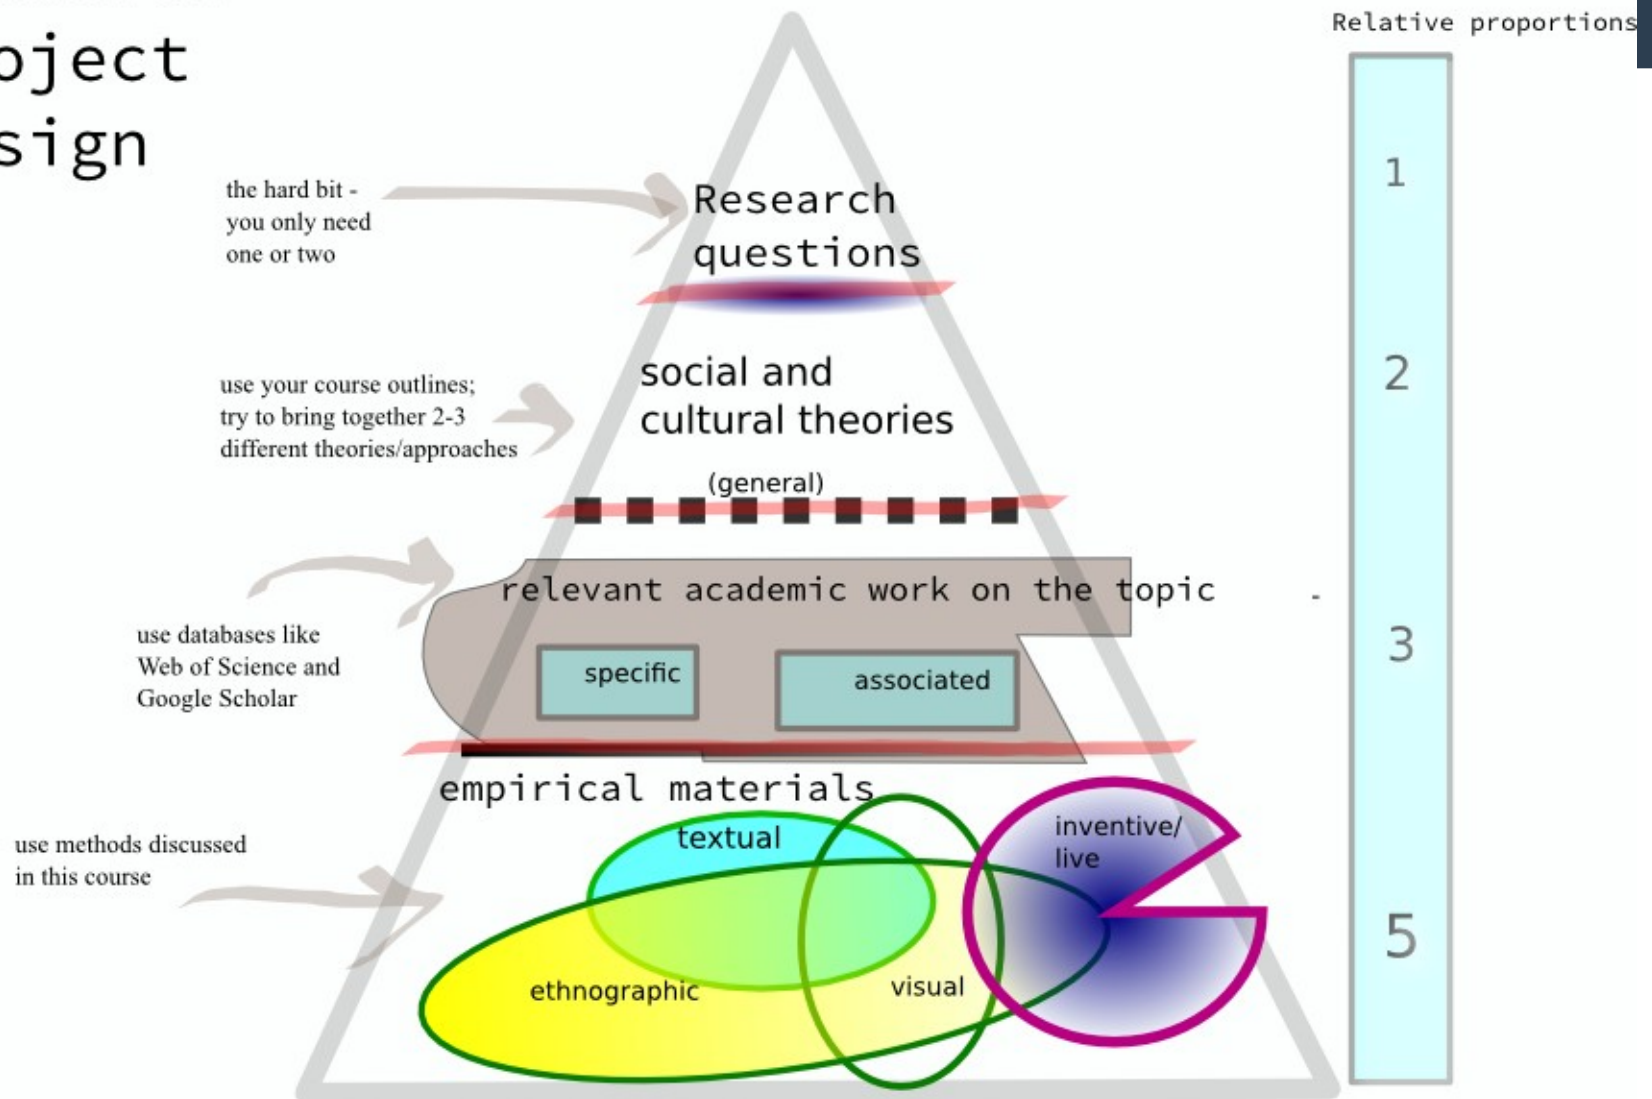 oject
sign
Relative proportions
the hard bit -
you only need
one or two
Research
questions
1
use your course outlines;
try to bring together 2-3
different theories/approaches
social and
cultural theories
(general)
2
relevant academic work on the topic
-
use databases like
Web of Science and
Google Scholar
specific
associated
3
empirical materials
use methods discussed
in this course
textual
inventive/
live
ethnographic
visual
5